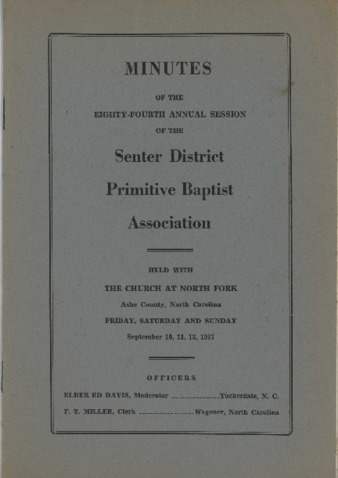 MINUTES
OF THE
EIGHTY-FOURTH ANNUAL SESSION
OF THE
Senter District
Primitive Baptist
Association
HELD WITH
THE CHURCH AT NORTH FORK
Ashe County, North Carolina
FRIDAY, SATURDAY AND SUNDAY
September 10, 11, 12, 1937
OFFICERS
ELDER ED DAVIS, Moderator ..............Tuckerdale, N. C.
F. T. MILLER, Clerk ..............Wagoner, North Carolina